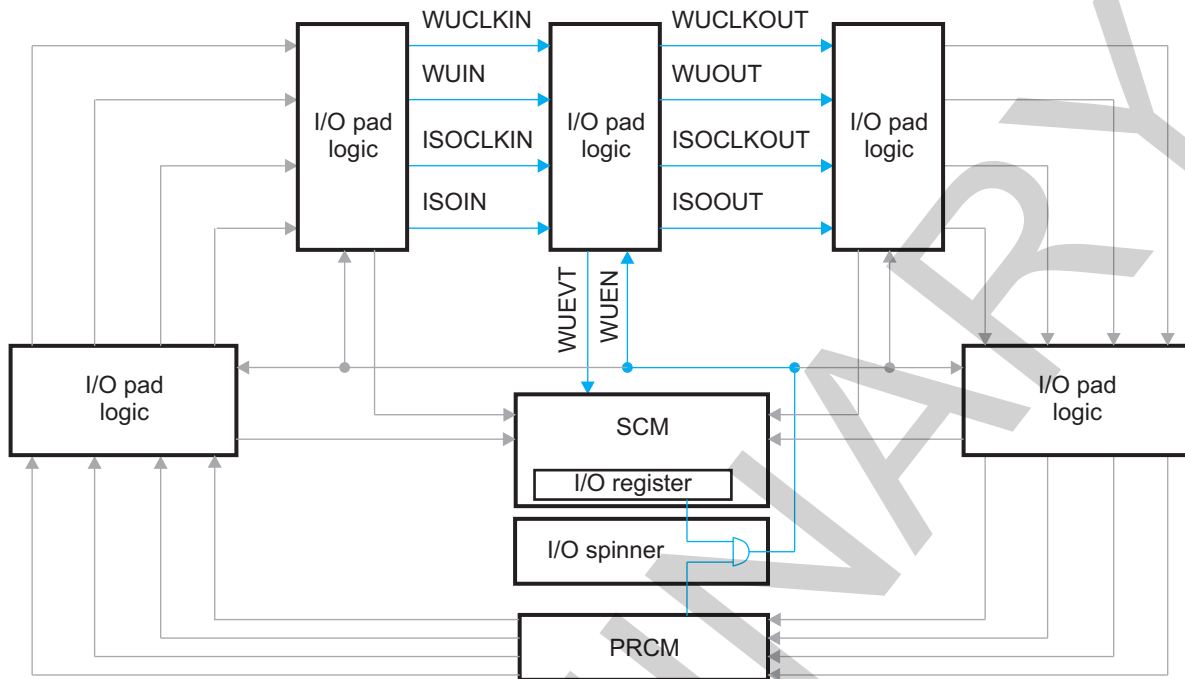 WUCLKIN
WUCLKOUT
WUIN
WUOUT
I/O pad
logic
I/O pad
logic
I/O pad
logic
ISOCLKIN
ISOCLKOUT
ISOIN
ISOOUT
WUEVT
WUEN
I/O pad
logic
I/O pad
logic
SCM
I/O register
I/O spinner
PRCM
INARY